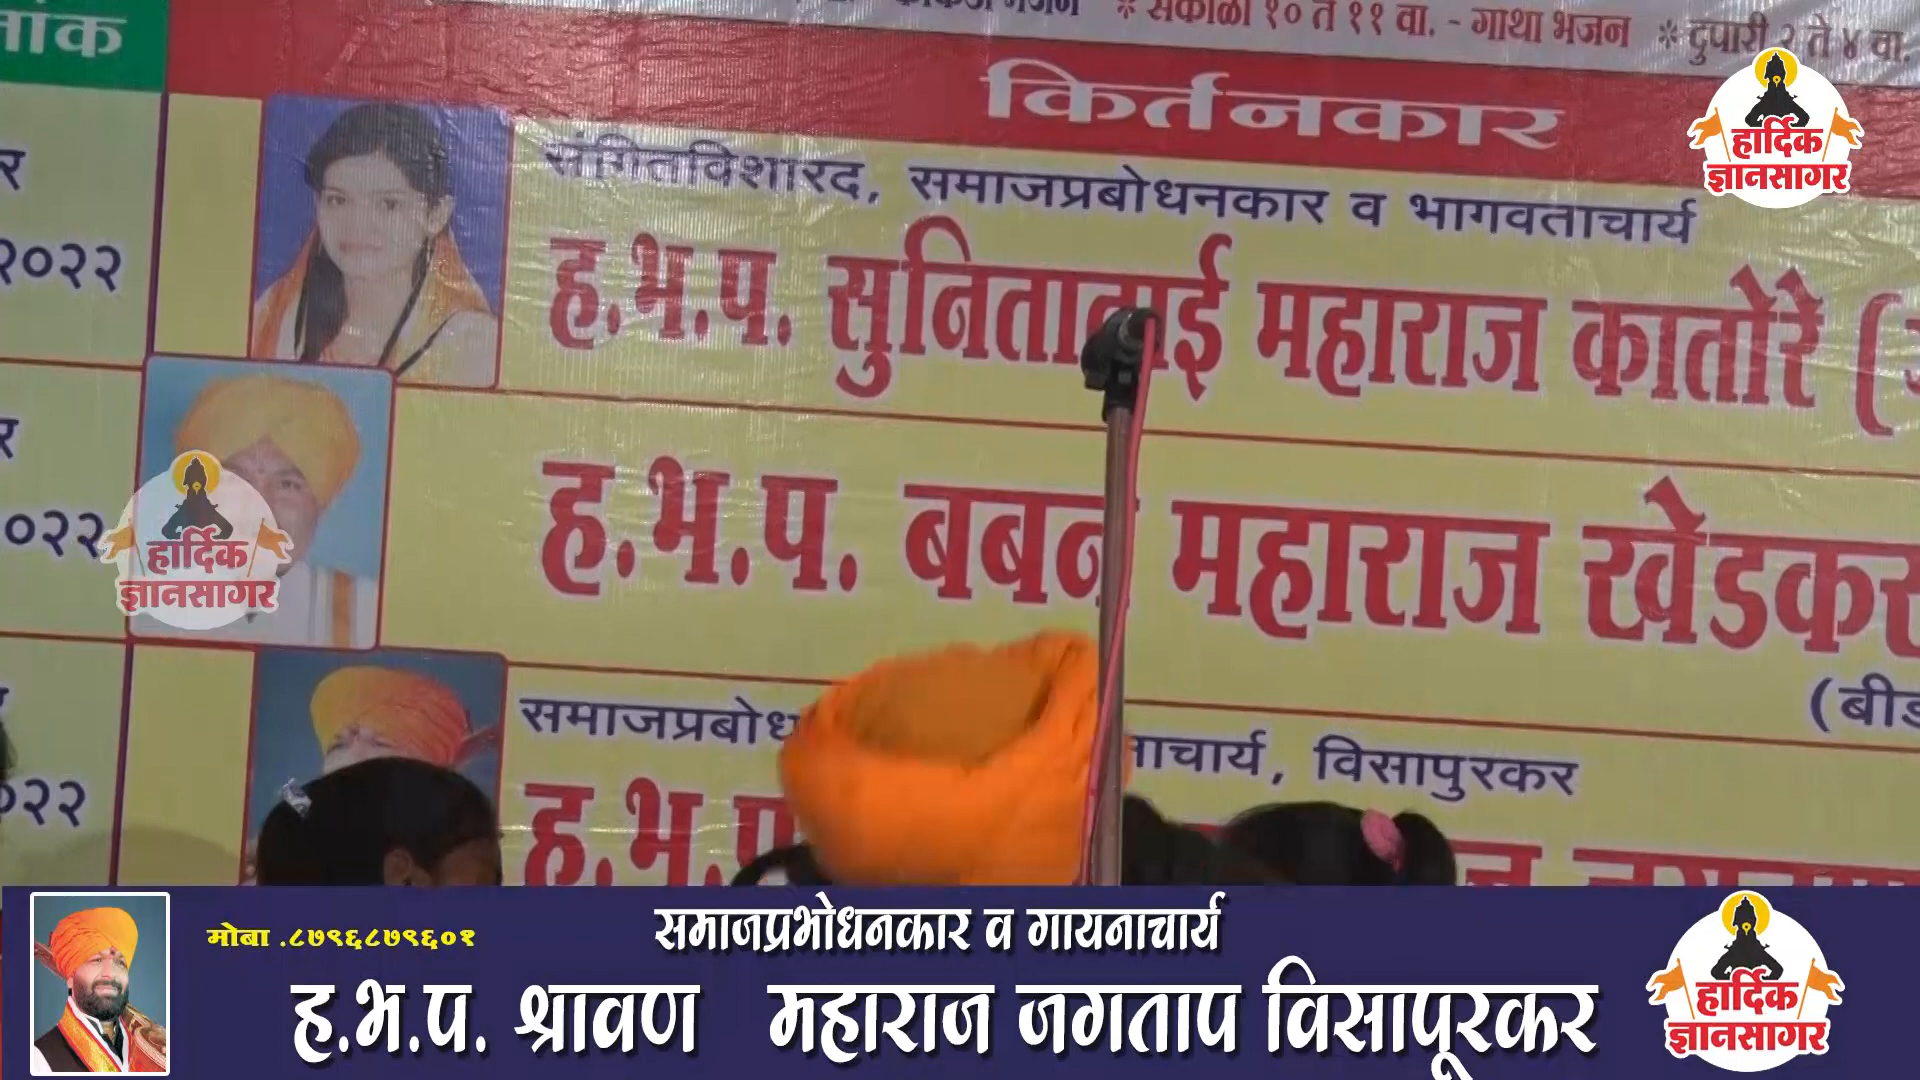 * सकाळी १० ते ११ वा. - गाथा भजन * दुपारी २ ते ४ वा.
किर्तनकार
संगितविशारद, समाजप्रबोधनकार व भागवताचार्य
ह.भ.प. सुनिताताई महाराज कातोरे
२०२२
ह.भ.प. बबन महाराज खेडकर
०२२
(बीड
समाजप्रबोध ताचार्य, विसापुरकर
ह.भ.प
०२२
हार्दिक
ज्ञानसागर
हार्दिक
ज्ञानसागर
मोबा .८७९६८७९६०१
समाजप्रभोधनकार व गायनाचार्य
ह.भ.प. श्रावण महाराज जगताप विसापूरकर
हार्दिक
ज्ञानसागर